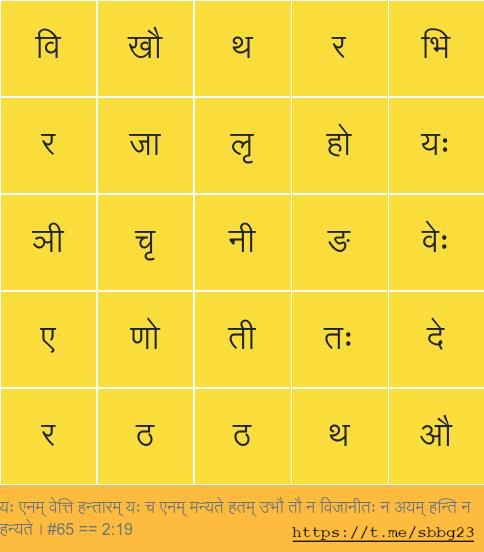 वि खौ थ र भि
र जा लृ हो यः
ञी चृ नी ङ वेः
ए णो ती तः दे
र ठ ठ थ औ
यः एनम् वेत्ति हन्तारम् यः च एनम् मन्यते हतम् उभौ तौ न विजानीतः न अयम् हन्ति न
हन्यते । #65 == 2:19
https://t.me/sbbg23